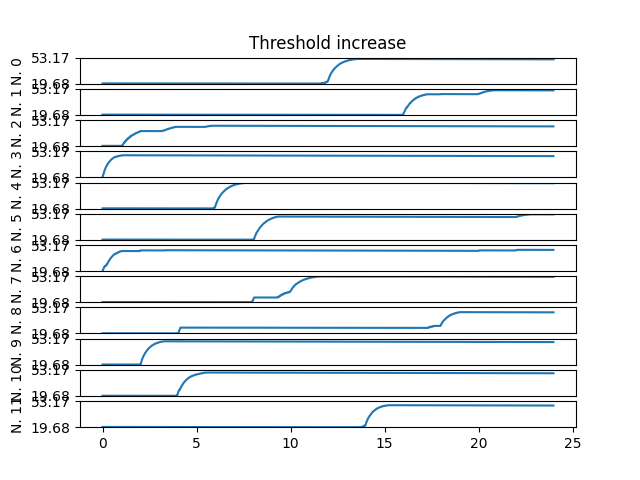 Threshold increase
N. 0
53.17
19.68
N. 1
53.17
19.68
N. 2
53.17
19.68
N. 3
53.17
19.68
N. 4
53.17
19.68
N. 5
53.17
19.68
N. 6
53.17
19.68
N. 7
53.17
19.68
N. 8
53.17
19.68
N. 9
53.17
19.68
N. 10
53.17
19.68
N. 11
53.17
19.68
0 5 10 15 20 25